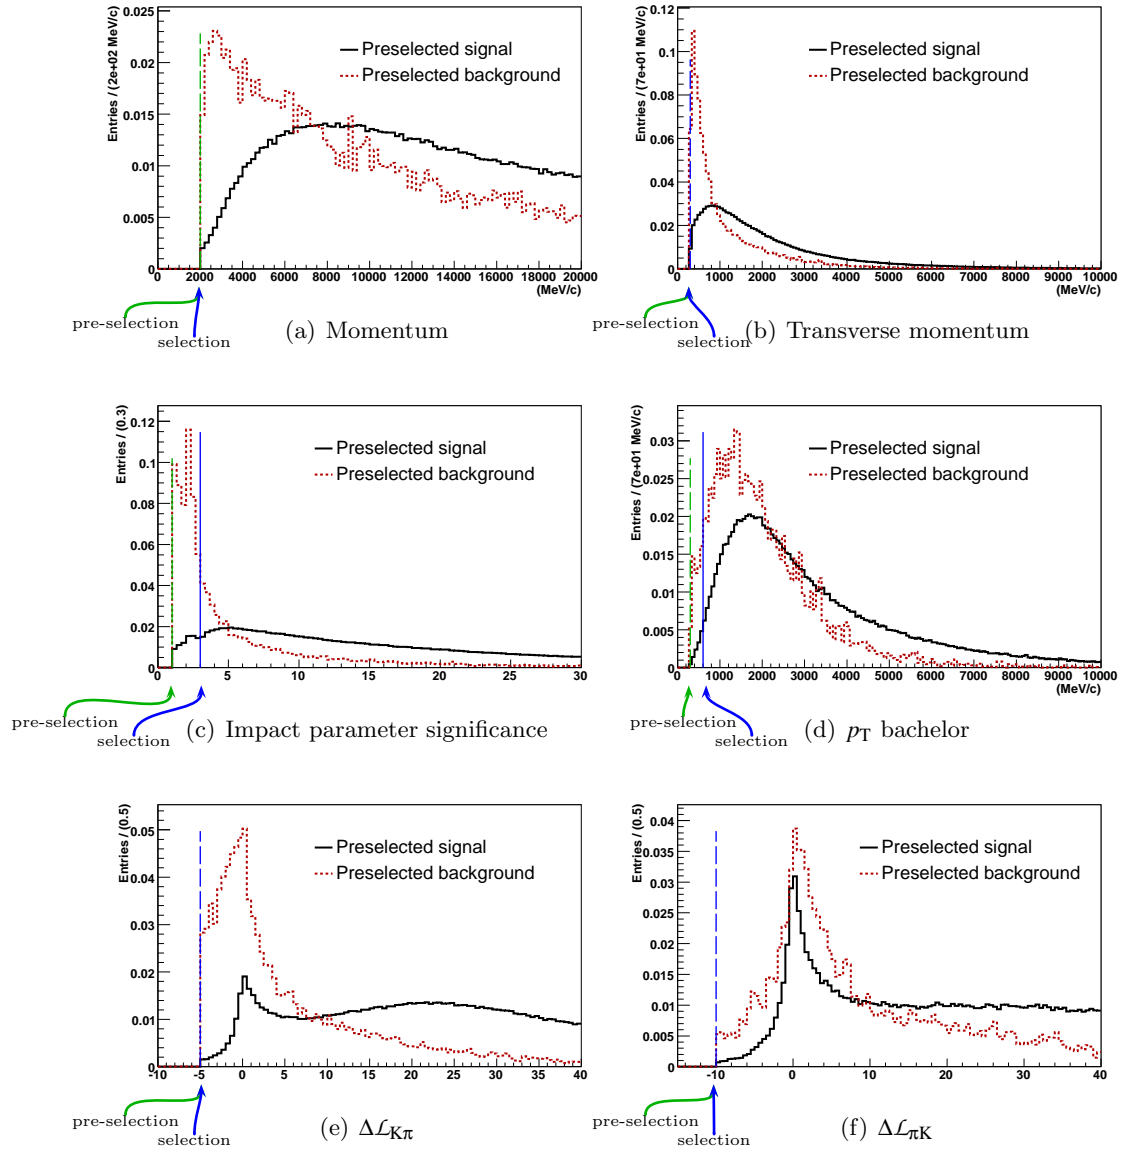 Entries / (2e+02 MeV/c)
0.025
0.02
0.015
0.01
0.005
0
Preselected signal
Preselected background
0 2000 4000 6000 8000 10000 12000 14000 16000 18000 20000
(MeV/c)
pre-selection
selection
(a) Momentum
Entries / (7e+01 MeV/c)
0.12
0.1
0.08
0.06
0.04
0.02
0
Preselected signal
Preselected background
0 1000 2000 3000 4000 5000 6000 7000 8000 9000 10000
(MeV/c)
pre-selection
selection
(b) Transverse momentum
Entries / (0.3)
0.12
0.1
0.08
0.06
0.04
0.02
0
Preselected signal
Preselected background
0 5 10 15 20 25 30
pre-selection
selection
(c) Impact parameter significance
Entries / (7e+01 MeV/c)
0.03
0.025
0.02
0.015
0.01
0.005
0
Preselected signal
Preselected background
0 1000 2000 3000 4000 5000 6000 7000 8000 9000 10000
(MeV/c)
pre-selection
selection
(d) pT bachelor
Entries / (0.5)
0.05
0.04
0.03
0.02
0.01
0
Preselected signal
Preselected background
-10 -5 0 5 10 15 20 25 30 35 40
pre-selection
selection
(e) ΔℒKπ
Entries / (0.5)
0.04
0.035
0.03
0.025
0.02
0.015
0.01
0.005
0
Preselected signal
Preselected background
-10 0 10 20 30 40
pre-selection
selection
(f) ΔℒπK